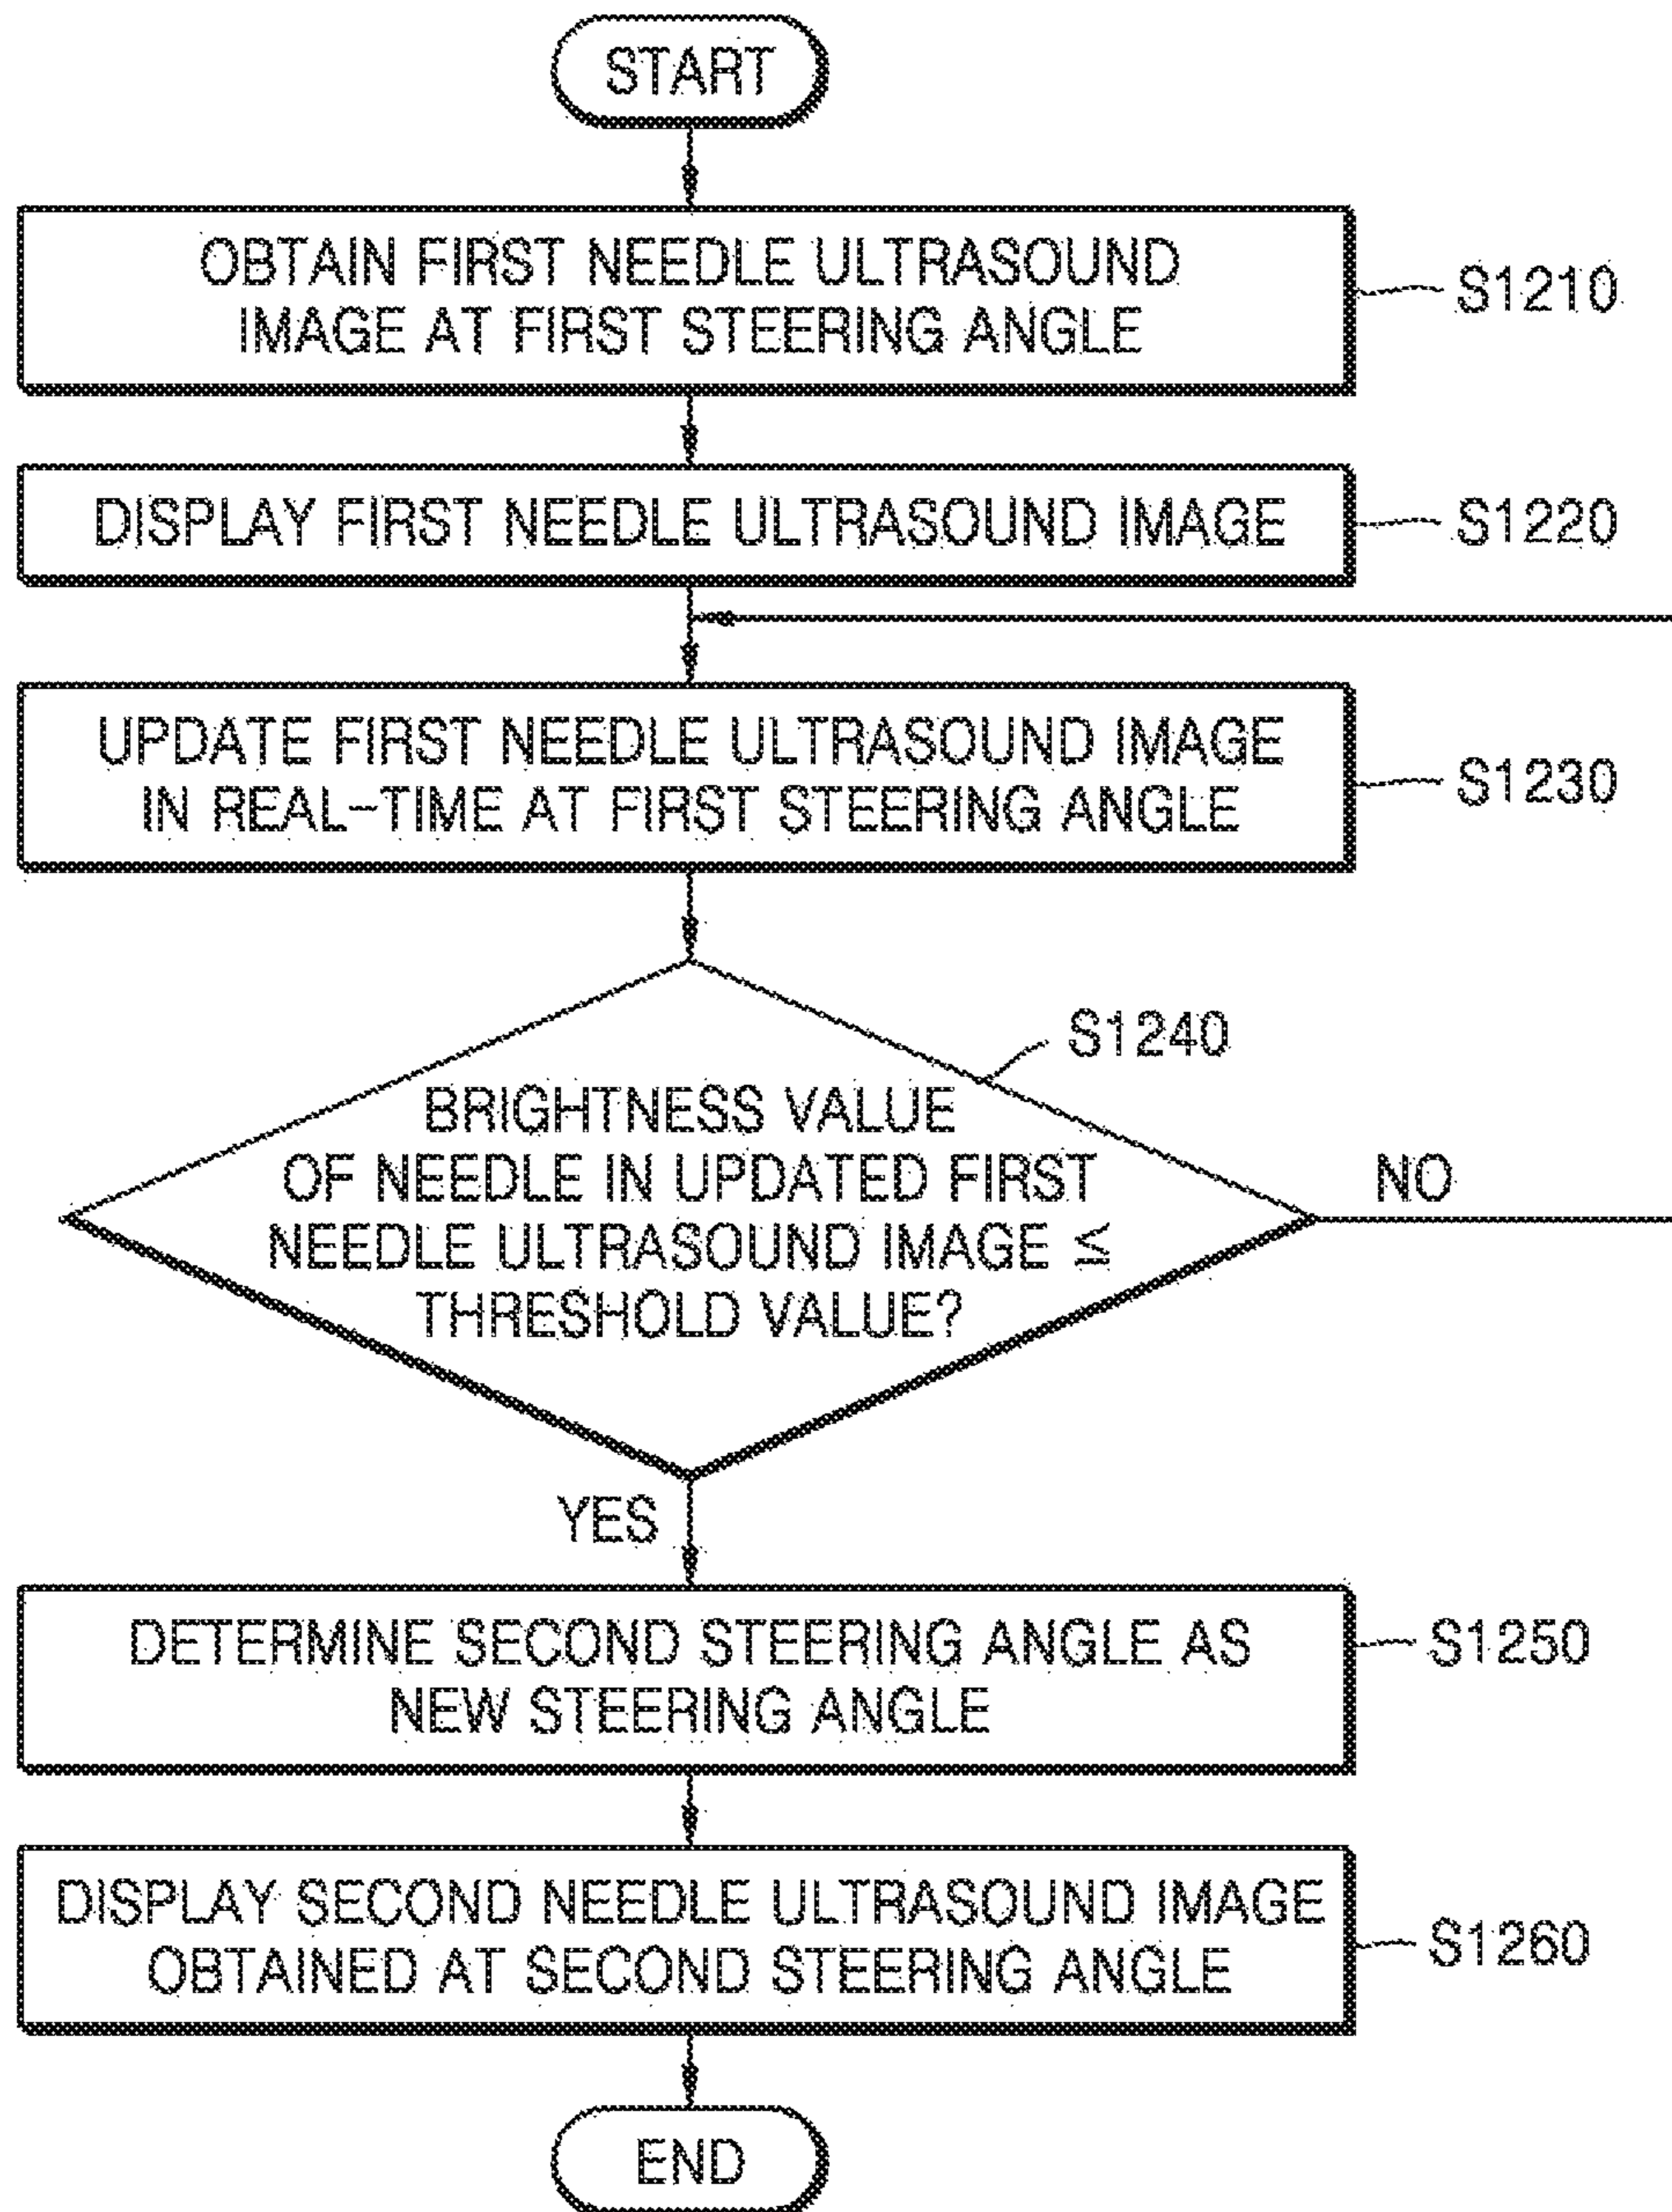 START
OBTAIN FIRST NEEDLE ULTRASOUND
IMAGE AT FIRST STEERING ANGLE
S1210
DISPLAY FIRST NEEDLE ULTRASOUND IMAGE
S1220
UPDATE FIRST NEEDLE ULTRASOUND IMAGE
IN REAL-TIME AT FIRST STEERING ANGLE
S1230
S1240
BRIGHTNESS VALUE
OF NEEDLE IN UPDATED FIRST
NEEDLE ULTRASOUND IMAGE ≤
THRESHOLD VALUE?
NO
YES
DETERMINE SECOND STEERING ANGLE AS
NEW STEERING ANGLE
S1250
DISPLAY SECOND NEEDLE ULTRASOUND IMAGE
OBTAINED AT SECOND STEERING ANGLE
S1260
END